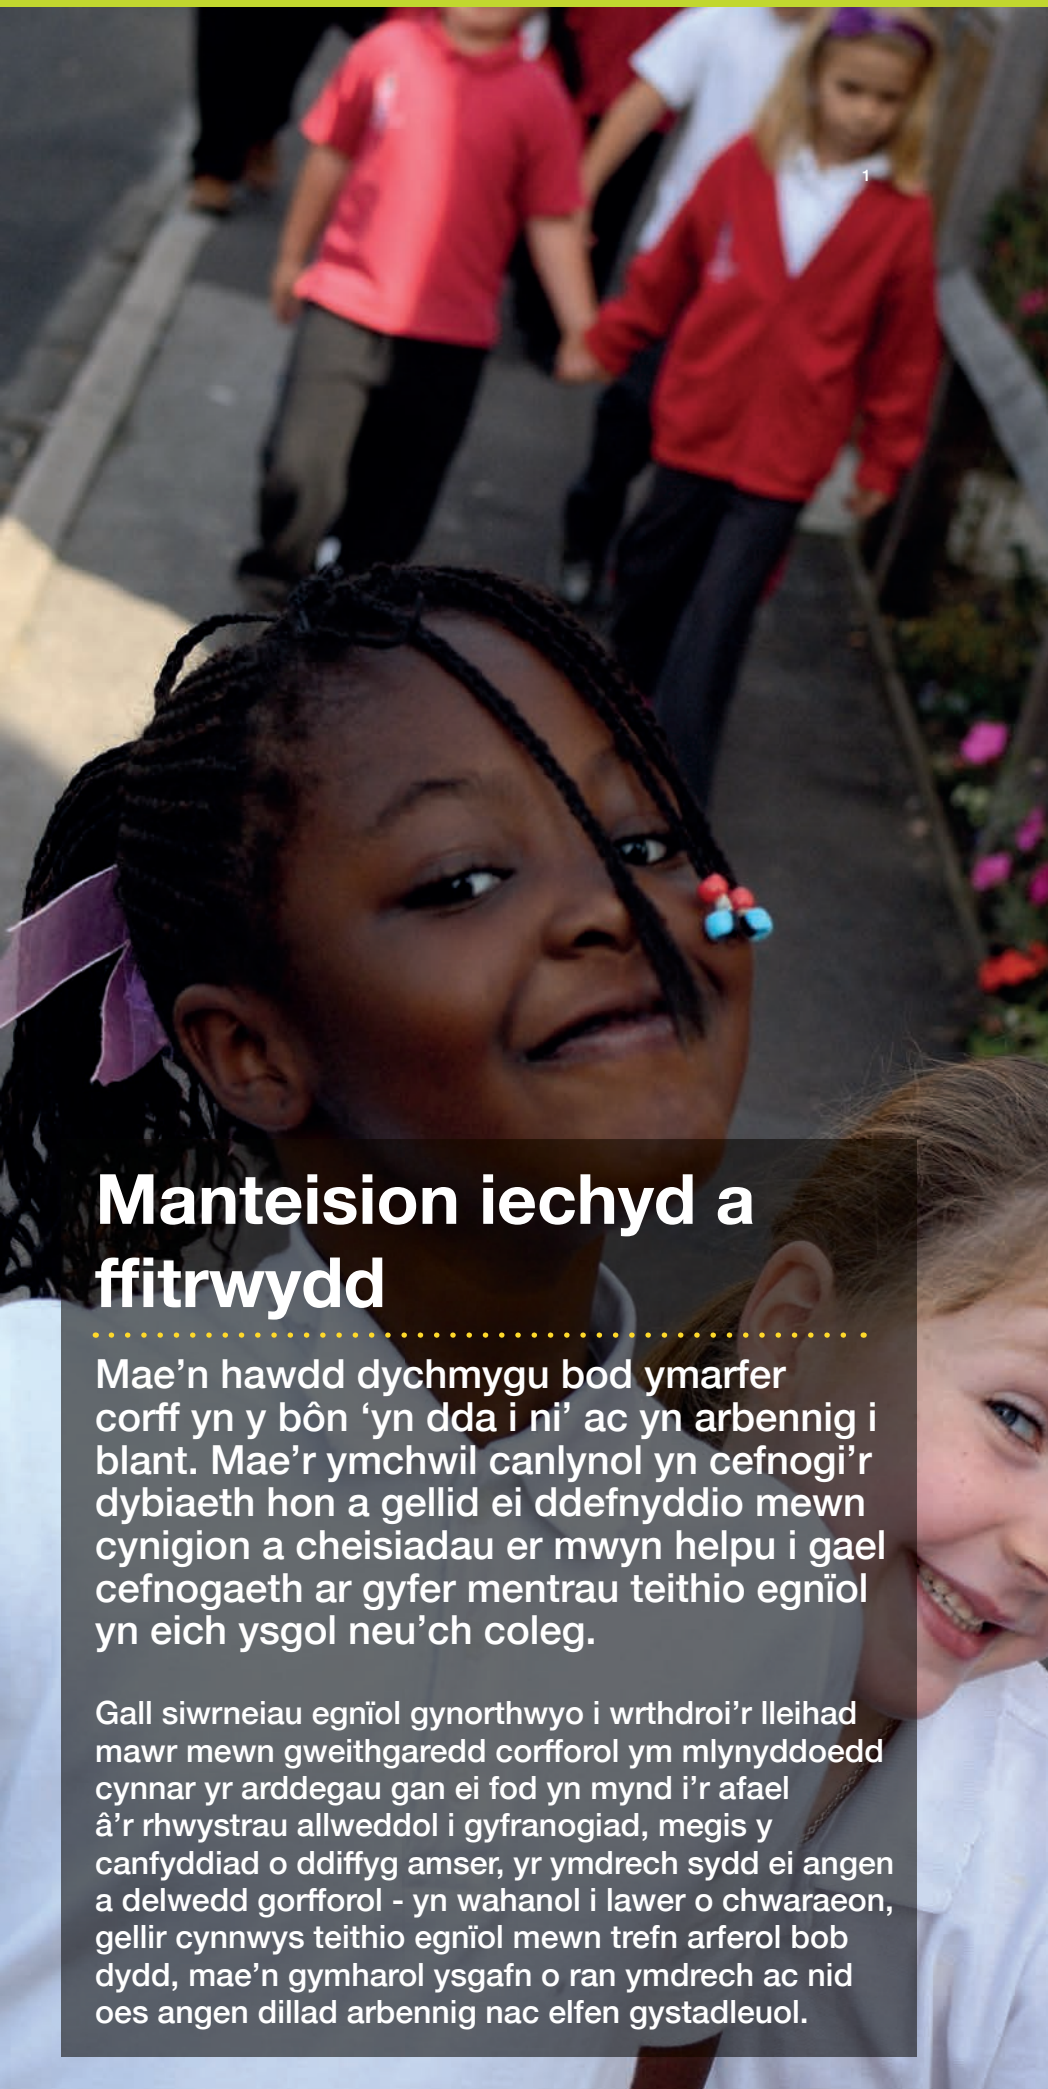 1
Manteision iechyd a
ffitrwydd
Mae’n hawdd dychmygu bod ymarfer
corff yn y bôn ‘yn dda i ni’ ac yn arbennig i
blant. Mae’r ymchwil canlynol yn cefnogi’r
dybiaeth hon a gellid ei ddefnyddio mewn
cynigion a cheisiadau er mwyn helpu i gael
cefnogaeth ar gyfer mentrau teithio egnïol
yn eich ysgol neu’ch coleg.
Gall siwrneiau egnïol gynorthwyo i wrthdroi’r lleihad
mawr mewn gweithgaredd corfforol ym mlynyddoedd
cynnar yr arddegau gan ei fod yn mynd i’r afael
â’r rhwystrau allweddol i gyfranogiad, megis y
canfyddiad o ddiffyg amser, yr ymdrech sydd ei angen
a delwedd gorfforol - yn wahanol i lawer o chwaraeon,
gellir cynnwys teithio egnïol mewn trefn arferol bob
dydd, mae’n gymharol ysgafn o ran ymdrech ac nid
oes angen dillad arbennig nac elfen gystadleuol.